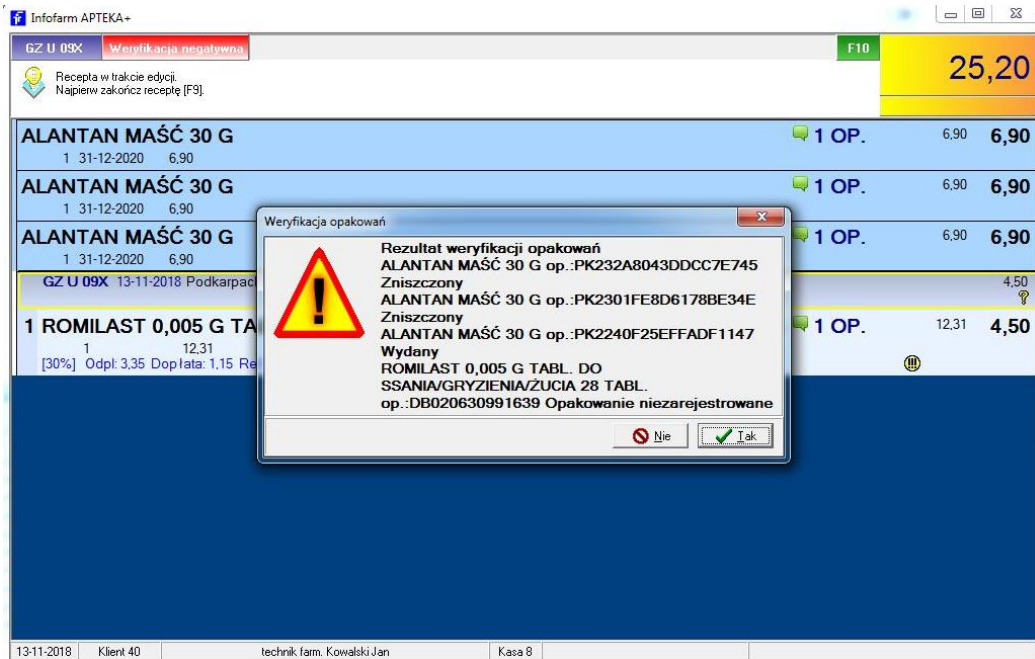 Infofarm APTEKA+
GZ U 09X Weryfikacja negatywna F10
25,20
Recepta w trakcie edycji.
Najpierw zakończ receptę [F9].
ALANTAN MAŚĆ 30 G 1 OP. 6,90 6,90
1 31-12-2020 6,90
ALANTAN MAŚĆ 30 G 1 OP. 6,90 6,90
1 31-12-2020 6,90
ALANTAN MAŚĆ 30 G 1 OP. 6,90 6,90
1 31-12-2020 6,90
GZ U 09X 13-11-2018 Podkarpac 4,50
1 ROMILAST 0,005 G TA 1 OP. 12,31 4,50
1 12,31
[30%] Odpł: 3,35 Dopłata: 1,15 Re
Weryfikacja opakowań
Rezultat weryfikacji opakowań
ALANTAN MAŚĆ 30 G op.:PK232A8043DDCC7E745
Zniszczony
ALANTAN MAŚĆ 30 G op.:PK2301FE8D6178BE34E
Zniszczony
ALANTAN MAŚĆ 30 G op.:PK2240F25EFFADF1147
Wydany
ROMILAST 0,005 G TABL. DO
SSANIA/GRYZIENIA/ŻUCIA 28 TABL.
op.:DB020630991639 Opakowanie niezarejestrowane
Nie Tak
13-11-2018 Klient 40 technik farm. Kowalski Jan Kasa 8